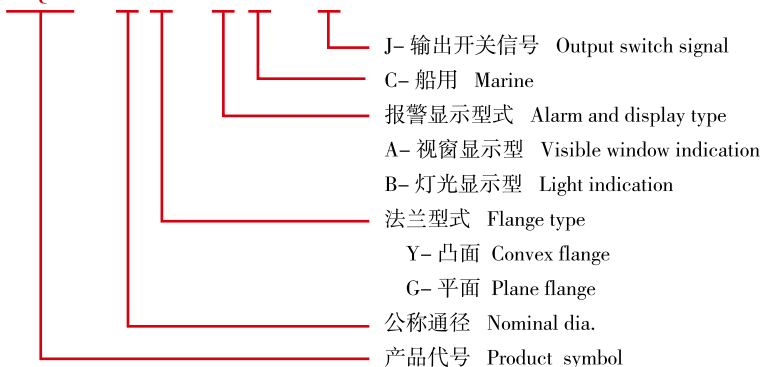 J- 输出开关信号 Output switch signal
C- 船用 Marine
报警显示型式 Alarm and display type
A- 视窗显示型 Visible window indication
B- 灯光显示型 Light indication
法兰型式 Flange type
Y- 凸面 Convex flange
G- 平面 Plane flange
公称通径 Nominal dia.
产品代号 Product symbol